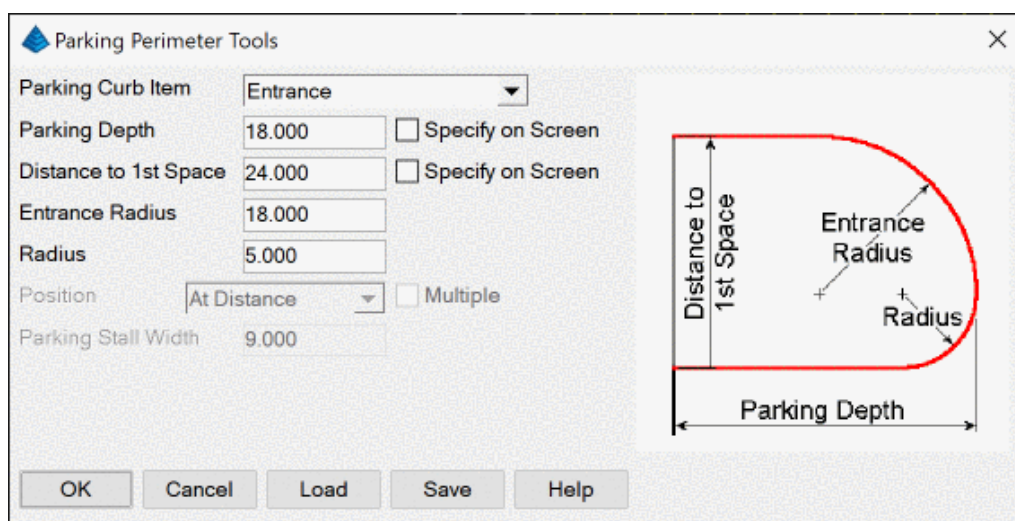 Parking Perimeter Tools
Parking Curb Item Entrance
Parking Depth 18.000 Specify on Screen
Distance to 1st Space 24.000 Specify on Screen
Entrance Radius 18.000
Radius 5.000
Position At Distance Multiple
Parking Stall Width 9.000
OK Cancel Load Save Help
Distance to
1st Space
Entrance
Radius
Radius
Parking Depth